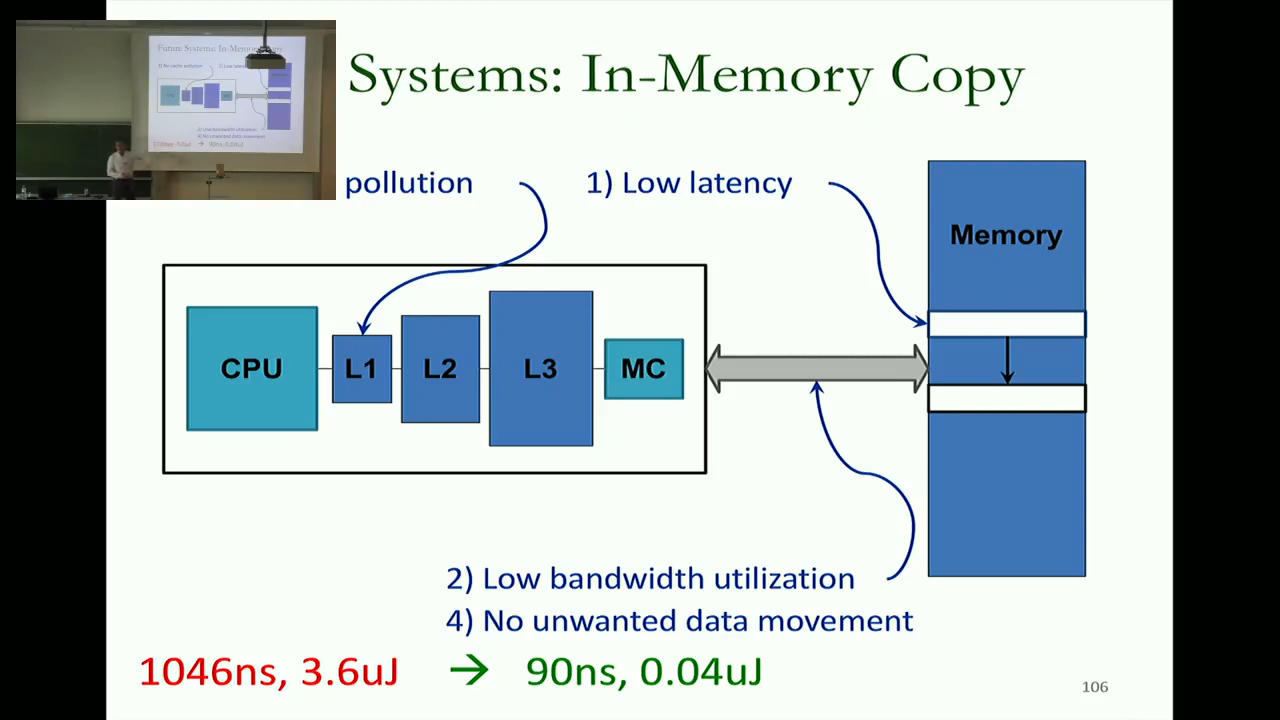 Systems: In-Memory Copy
pollution
1) Low latency
Memory
CPU
L1
L2
L3
MC
2) Low bandwidth utilization
4) No unwanted data movement
1046ns, 3.6uJ → 90ns, 0.04uJ
106